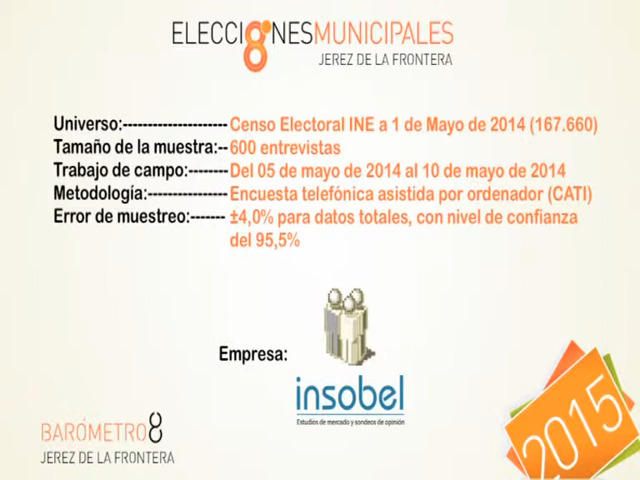 ELECCI8NESMUNICIPALES
JEREZ DE LA FRONTERA
Universo:--------------------- Censo Electoral INE a 1 de Mayo de 2014 (167.660)
Tamaño de la muestra:-- 600 entrevistas
Trabajo de campo:-------- Del 05 de mayo de 2014 al 10 de mayo de 2014
Metodología:---------------- Encuesta telefónica asistida por ordenador (CATI)
Error de muestreo:------- ±4,0% para datos totales, con nivel de confianza
del 95,5%
Empresa:
insobel
Estudios de mercado y sondeos de opinión
BARÓMETRO8
JEREZ DE LA FRONTERA
2015